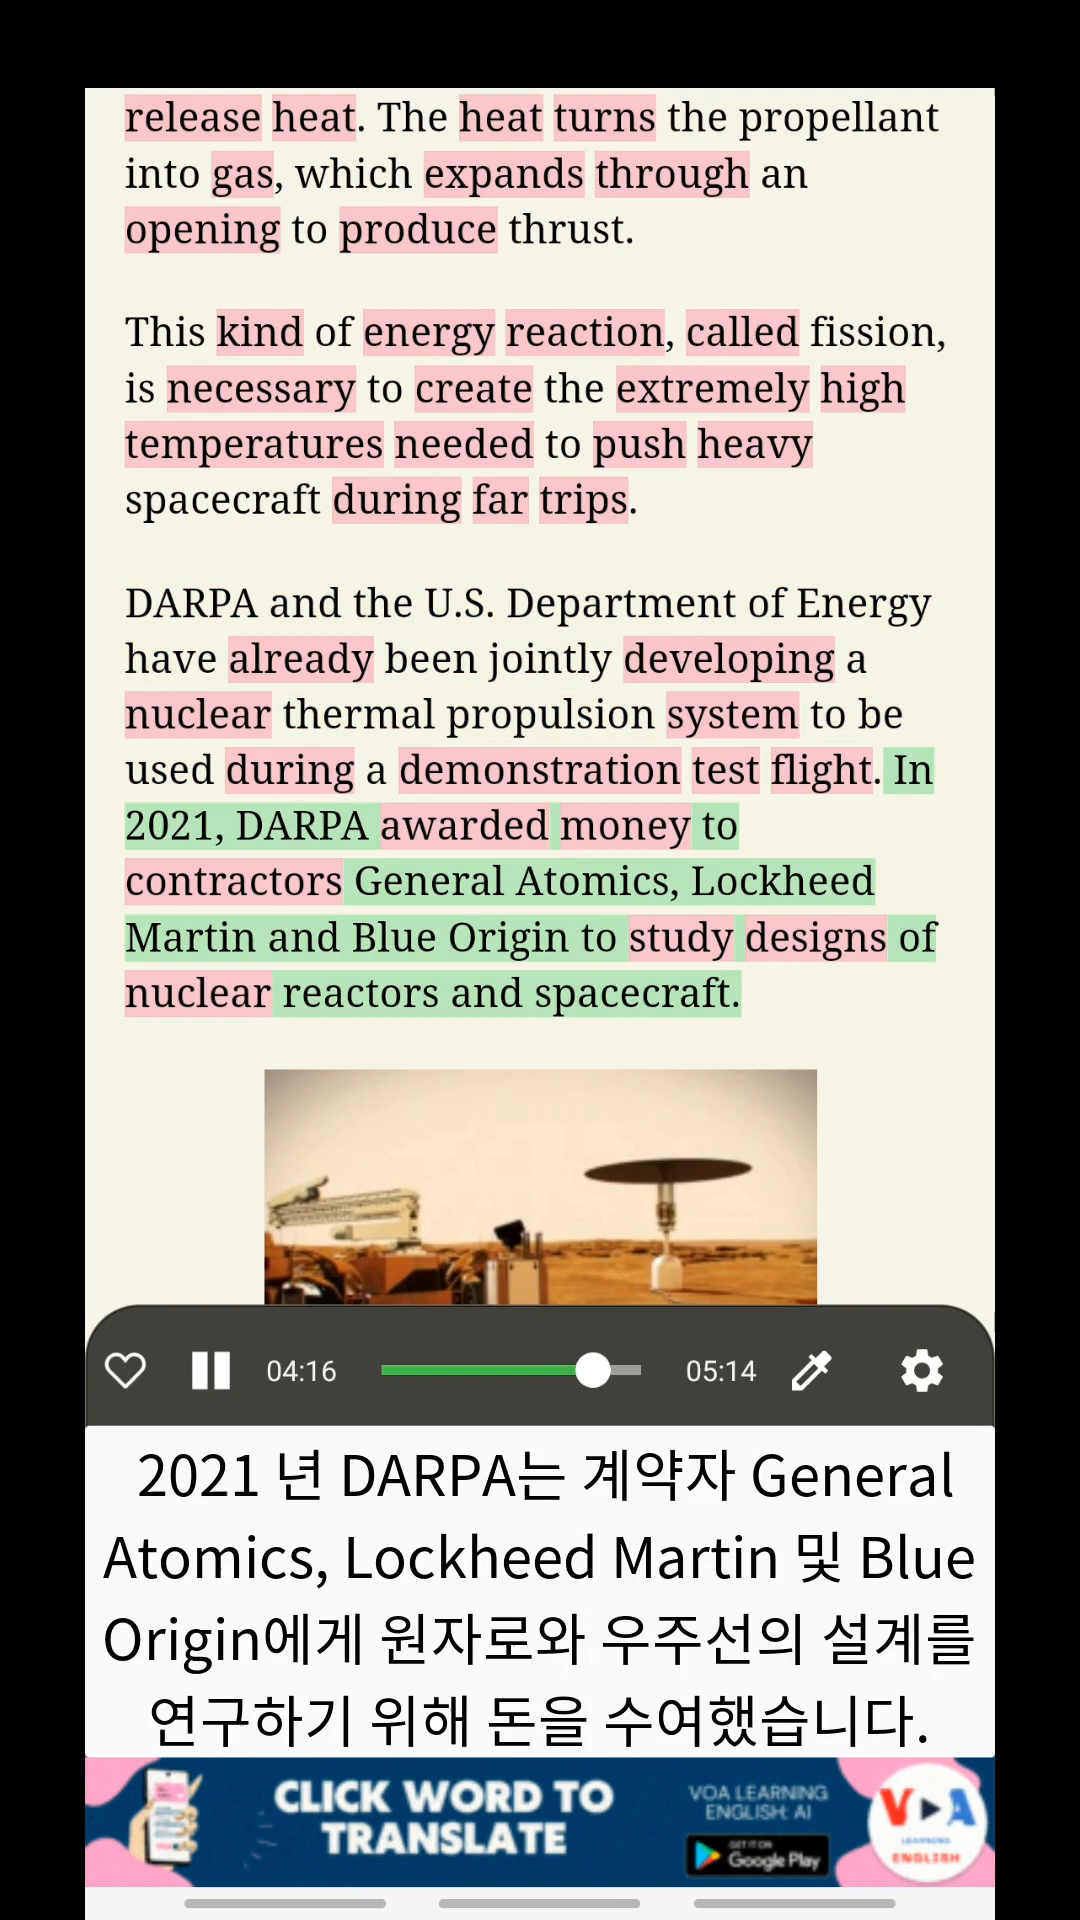 release heat. The heat turns the propellant
into gas, which expands through an
opening to produce thrust.
This kind of energy reaction, called fission,
is necessary to create the extremely high
temperatures needed to push heavy
spacecraft during far trips.
DARPA and the U.S. Department of Energy
have already been jointly developing a
nuclear thermal propulsion system to be
used during a demonstration test flight. In
2021, DARPA awarded money to
contractors General Atomics, Lockheed
Martin and Blue Origin to study designs of
nuclear reactors and spacecraft.
04:16
05:14
2021 년 DARPA는 계약자 General
Atomics, Lockheed Martin 및 Blue
Origin에게 원자로와 우주선의 설계를
연구하기 위해 돈을 수여했습니다.
CLICK WORD TO
TRANSLATE
VOA LEARNING
ENGLISH: AI
GET IT ON
Google Play
VOA
LEARNING
ENGLISH